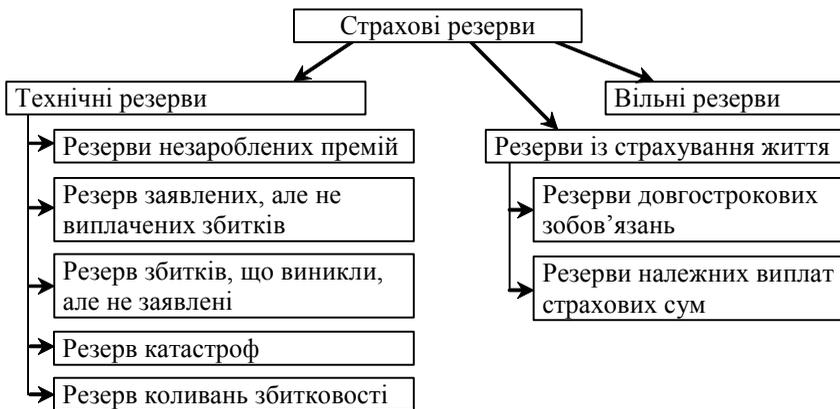 Страхові резерви
Технічні резерви
Резерви незароблених премій
Резерв заявлених, але не
виплачених збитків
Резерв збитків, що виникли,
але не заявлені
Резерв катастроф
Резерв коливань збитковості
Вільні резерви
Резерви із страхування життя
Резерви довгострокових
зобов’язань
Резерви належних виплат
страхових сум